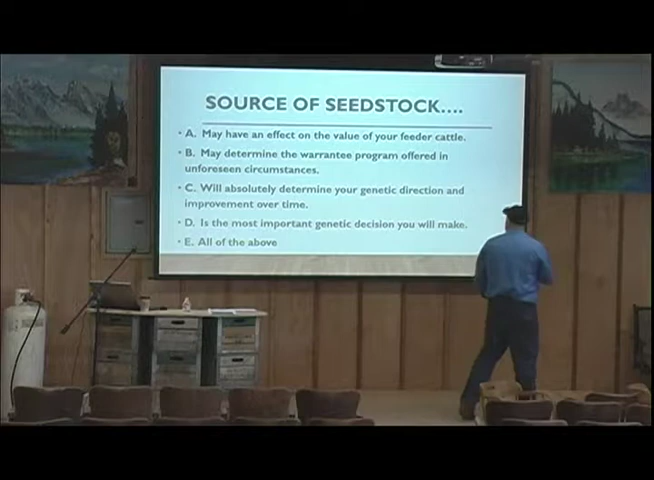 SOURCE OF SEEDSTOCK....
• A. May have an effect on the value of your feeder cattle.
• B. May determine the warrantee program offered in
unforeseen circumstances.
• C. Will absolutely determine your genetic direction and
improvement over time.
• D. Is the most important genetic decision you will make.
• E. All of the above